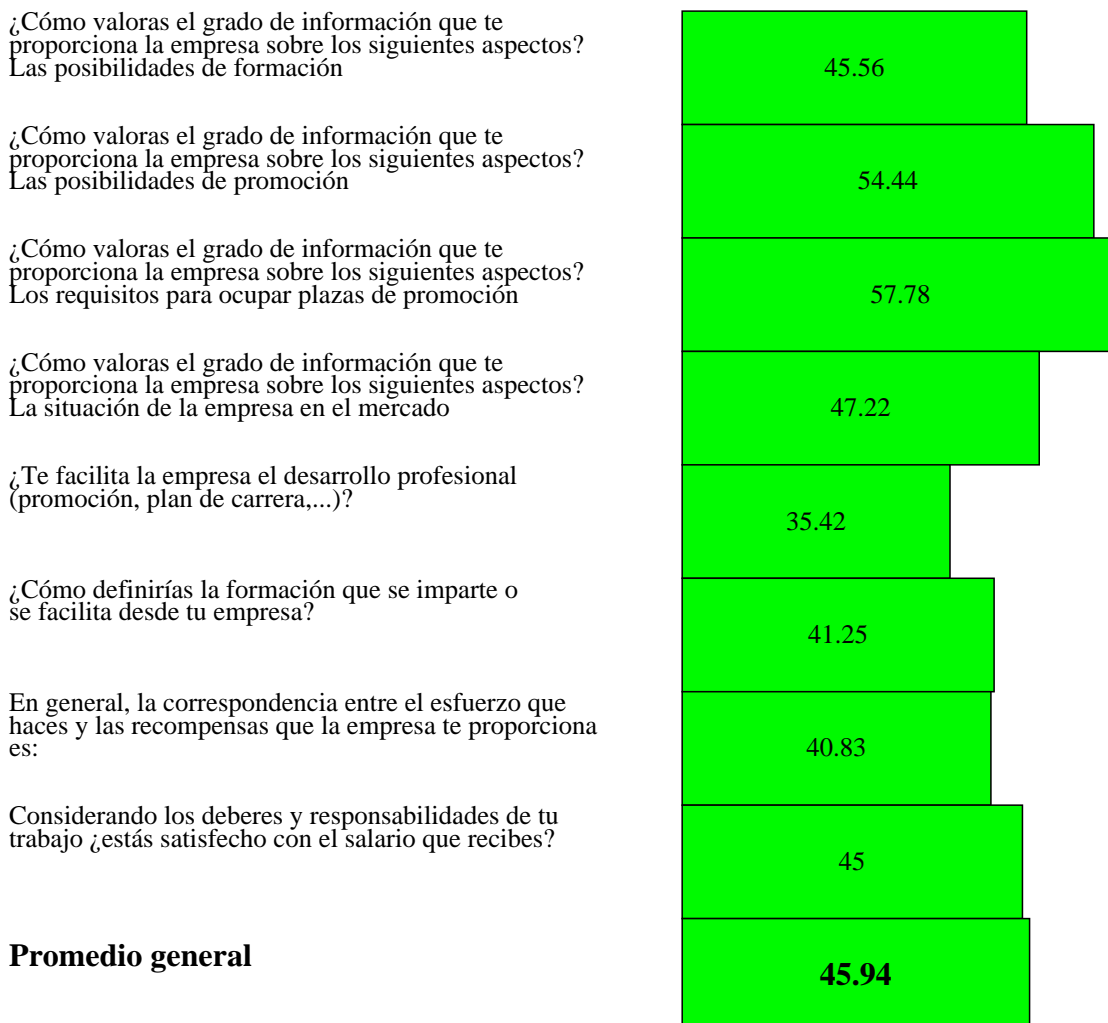 ¿Cómo valoras el grado de información que te
proporciona la empresa sobre los siguientes aspectos?
Las posibilidades de formación
45.56
¿Cómo valoras el grado de información que te
proporciona la empresa sobre los siguientes aspectos?
Las posibilidades de promoción
54.44
¿Cómo valoras el grado de información que te
proporciona la empresa sobre los siguientes aspectos?
Los requisitos para ocupar plazas de promoción
57.78
¿Cómo valoras el grado de información que te
proporciona la empresa sobre los siguientes aspectos?
La situación de la empresa en el mercado
47.22
¿Te facilita la empresa el desarrollo profesional
(promoción, plan de carrera,...)?
35.42
¿Cómo definirías la formación que se imparte o
se facilita desde tu empresa?
41.25
En general, la correspondencia entre el esfuerzo que
haces y las recompensas que la empresa te proporciona
es:
40.83
Considerando los deberes y responsabilidades de tu
trabajo ¿estás satisfecho con el salario que recibes?
45
Promedio general
45.94